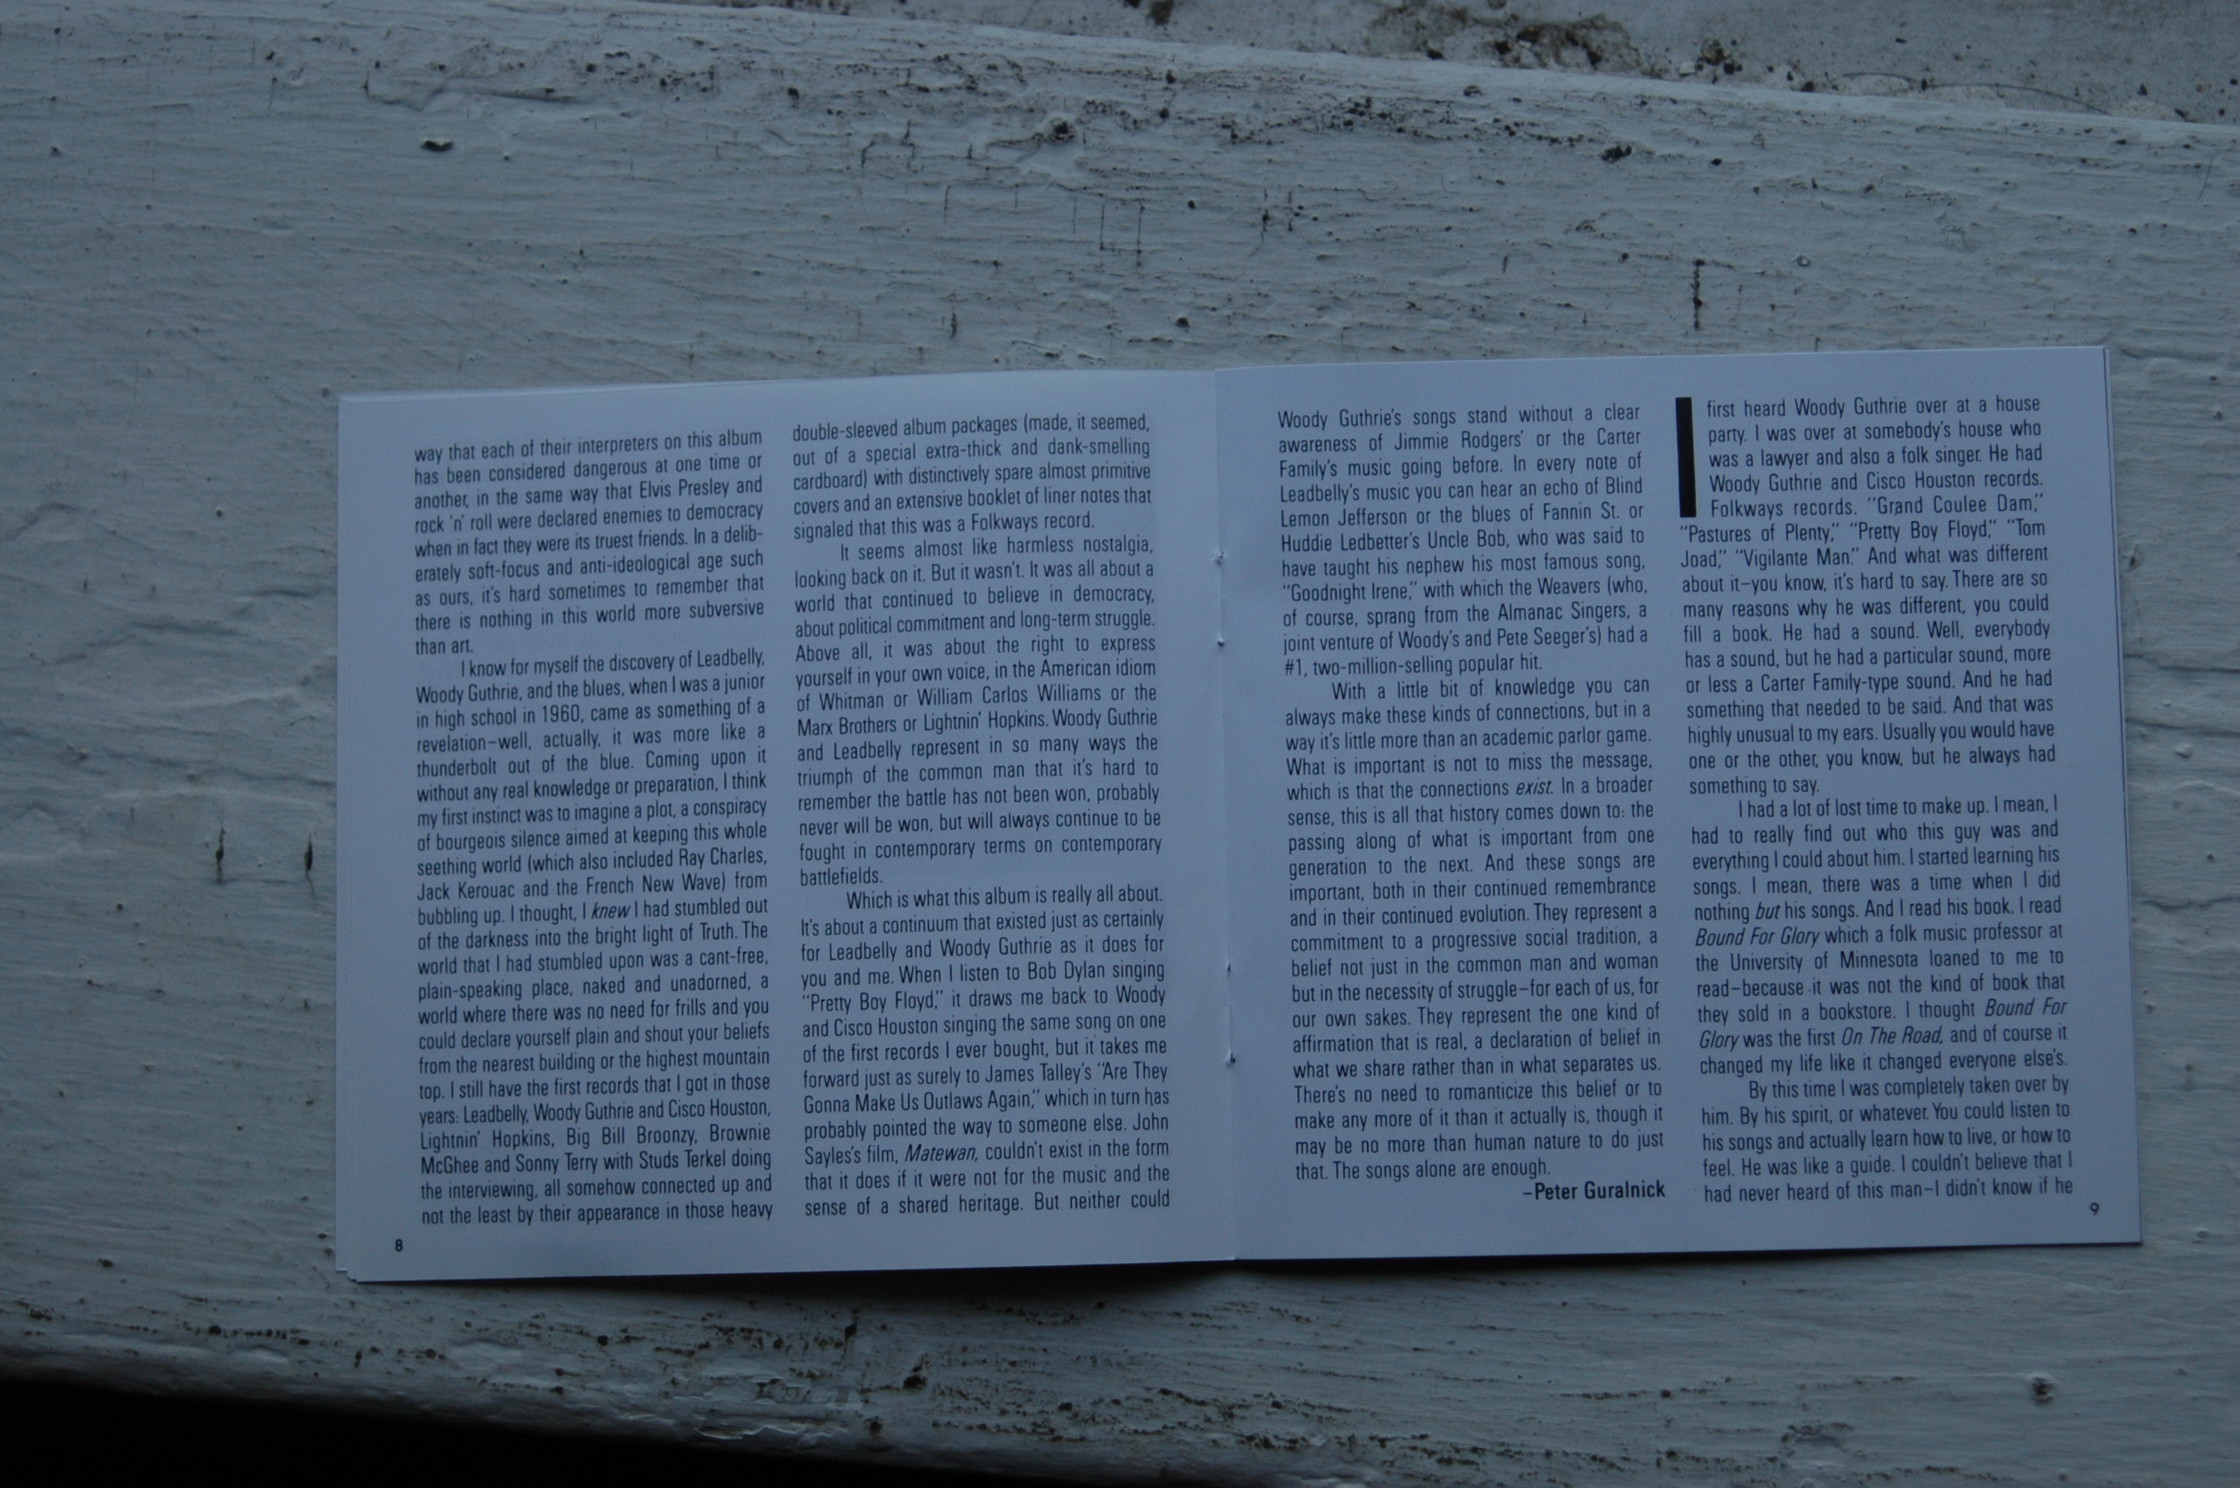 way that each of their interpreters on this album
has been considered dangerous at one time or
another, in the same way that Elvis Presley and
rock 'n' roll were declared enemies to democracy
when in fact they were its truest friends. In a delib-
erately soft-focus and anti-ideological age such
as ours, it's hard sometimes to remember that
there is nothing in this world more subversive
than art.
I know for myself the discovery of Leadbelly,
Woody Guthrie, and the blues, when I was a junior
in high school in 1960, came as something of a
revelation–well, actually, it was more like a
thunderbolt out of the blue. Coming upon it
without any real knowledge or preparation, I think
my first instinct was to imagine a plot, a conspiracy
of bourgeois silence aimed at keeping this whole
seething world (which also included Ray Charles,
Jack Kerouac and the French New Wave) from
bubbling up. I thought, I knew I had stumbled out
of the darkness into the bright light of Truth. The
world that I had stumbled upon was a cant-free,
plain-speaking place, naked and unadorned, a
world where there was no need for frills and you
could declare yourself plain and shout your beliefs
from the nearest building or the highest mountain
top. I still have the first records that I got in those
years: Leadbelly, Woody Guthrie and Cisco Houston,
Lightnin' Hopkins, Big Bill Broonzy, Brownie
McGhee and Sonny Terry with Studs Terkel doing
the interviewing, all somehow connected up and
not the least by their appearance in those heavy
8
double-sleeved album packages (made, it seemed,
out of a special extra-thick and dank-smelling
cardboard) with distinctively spare almost primitive
covers and an extensive booklet of liner notes that
signaled that this was a Folkways record.
It seems almost like harmless nostalgia,
looking back on it. But it wasn't. It was all about a
world that continued to believe in democracy,
about political commitment and long-term struggle.
Above all, it was about the right to express
yourself in your own voice, in the American idiom
of Whitman or William Carlos Williams or the
Marx Brothers or Lightnin' Hopkins. Woody Guthrie
and Leadbelly represent in so many ways the
triumph of the common man that it's hard to
remember the battle has not been won, probably
never will be won, but will always continue to be
fought in contemporary terms on contemporary
battlefields.
Which is what this album is really all about.
It's about a continuum that existed just as certainly
for Leadbelly and Woody Guthrie as it does for
you and me. When I listen to Bob Dylan singing
"Pretty Boy Floyd," it draws me back to Woody
and Cisco Houston singing the same song on one
of the first records I ever bought, but it takes me
forward just as surely to James Talley's "Are They
Gonna Make Us Outlaws Again," which in turn has
probably pointed the way to someone else. John
Sayles's film, Matewan, couldn't exist in the form
that it does if it were not for the music and the
sense of a shared heritage. But neither could
Woody Guthrie's songs stand without a clear
awareness of Jimmie Rodgers' or the Carter
Family's music going before. In every note of
Leadbelly's music you can hear an echo of Blind
Lemon Jefferson or the blues of Fannin St. or
Huddie Ledbetter's Uncle Bob, who was said to
have taught his nephew his most famous song,
"Goodnight Irene," with which the Weavers (who,
of course, sprang from the Almanac Singers, a
joint venture of Woody's and Pete Seeger's) had a
#1, two-million-selling popular hit.
With a little bit of knowledge you can
always make these kinds of connections, but in a
way it's little more than an academic parlor game.
What is important is not to miss the message,
which is that the connections exist. In a broader
sense, this is all that history comes down to: the
passing along of what is important from one
generation to the next. And these songs are
important, both in their continued remembrance
and in their continued evolution. They represent a
commitment to a progressive social tradition, a
belief not just in the common man and woman
but in the necessity of struggle–for each of us, for
our own sakes. They represent the one kind of
affirmation that is real, a declaration of belief in
what we share rather than in what separates us.
There's no need to romanticize this belief or to
make any more of it than it actually is, though it
may be no more than human nature to do just
that. The songs alone are enough.
–Peter Guralnick
I first heard Woody Guthrie over at a house
party. I was over at somebody's house who
was a lawyer and also a folk singer. He had
Woody Guthrie and Cisco Houston records.
Folkways records. "Grand Coulee Dam,"
"Pastures of Plenty," "Pretty Boy Floyd," "Tom
Joad," "Vigilante Man." And what was different
about it–you know, it's hard to say. There are so
many reasons why he was different, you could
fill a book. He had a sound. Well, everybody
has a sound, but he had a particular sound, more
or less a Carter Family-type sound. And he had
something that needed to be said. And that was
highly unusual to my ears. Usually you would have
one or the other, you know, but he always had
something to say.
I had a lot of lost time to make up. I mean, I
had to really find out who this guy was and
everything I could about him. I started learning his
songs. I mean, there was a time when I did
nothing but his songs. And I read his book. I read
Bound For Glory which a folk music professor at
the University of Minnesota loaned to me to
read–because it was not the kind of book that
they sold in a bookstore. I thought Bound For
Glory was the first On The Road, and of course it
changed my life like it changed everyone else's.
By this time I was completely taken over by
him. By his spirit, or whatever. You could listen to
his songs and actually learn how to live, or how to
feel. He was like a guide. I couldn't believe that I
had never heard of this man–I didn't know if he
9